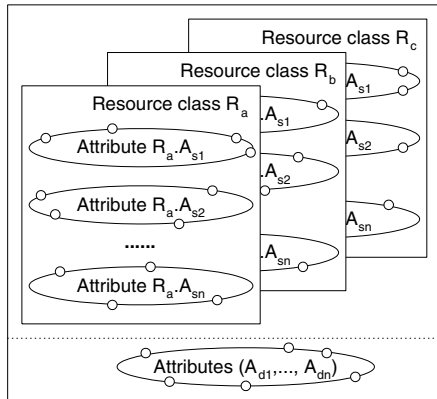 Resource class R_c
Resource class R_b
Resource class R_a
A_s1
.A_s1
Attribute R_a.A_s1
A_s2
.A_s2
Attribute R_a.A_s2
......
A_sn
.A_sn
Attribute R_a.A_sn
Attributes (A_d1,..., A_dn)